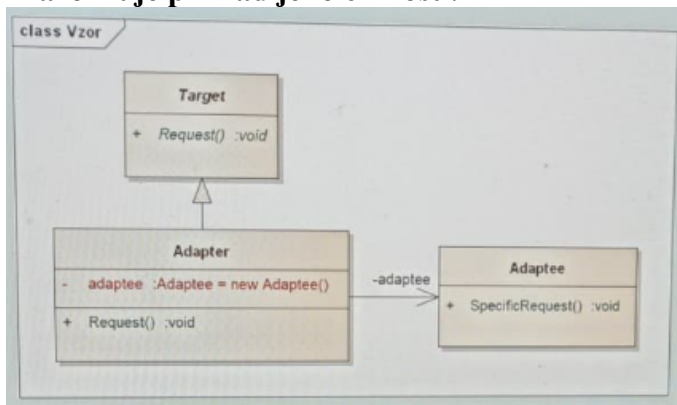 class Vzor
Target
+ Request() :void
Adapter
- adaptee :Adaptee = new Adaptee()
+ Request() :void
-adaptee
Adaptee
+ SpecificRequest() :void